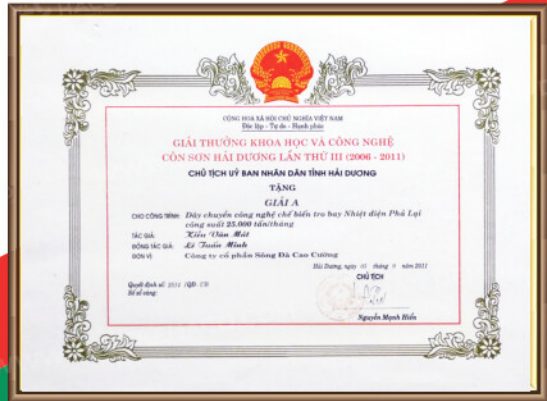 CỘNG HÒA XÃ HỘI CHỦ NGHĨA VIỆT NAM
Độc lập - Tự do - Hạnh phúc
GIẢI THƯỞNG KHOA HỌC VÀ CÔNG NGHỆ
CÔN SƠN HẢI DƯƠNG LẦN THỨ III (2006 - 2011)
CHỦ TỊCH UỶ BAN NHÂN DÂN TỈNH HẢI DƯƠNG
TẶNG
GIẢI A
CHO CÔNG TRÌNH: Dây chuyền công nghệ chế biến tro bay Nhiệt điện Phả Lại
công suất 25.000 tấn/tháng
TÁC GIẢ: Kiều Văn Mát
ĐỒNG TÁC GIẢ: Lê Tuấn Minh
ĐƠN VỊ: Công ty cổ phần Sông Đà Cao Cường
Hải Dương, ngày tháng năm 2011
CHỦ TỊCH
Quyết định số: /QĐ
Số sổ vàng:
Nguyễn Mạnh Hiển